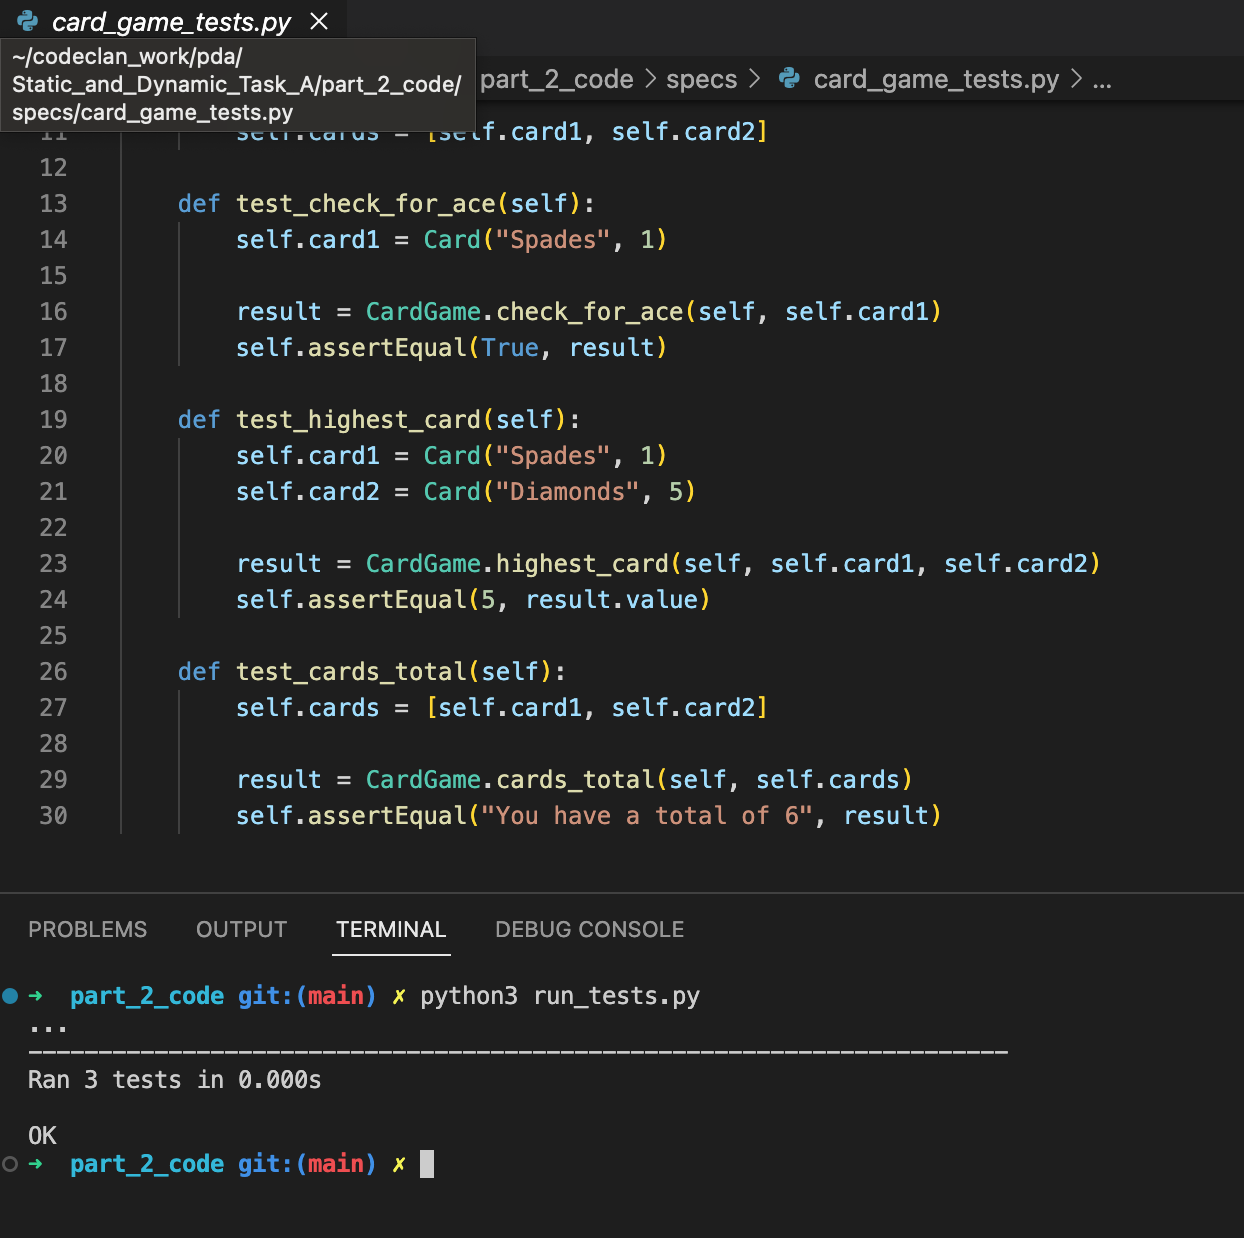 card_game_tests.py
~/codeclan_work/pda/
Static_and_Dynamic_Task_A/part_2_code/
specs/card_game_tests.py
part_2_code > specs > card_game_tests.py > ...
11 self.cards = [self.card1, self.card2]
12
13 def test_check_for_ace(self):
14 self.card1 = Card("Spades", 1)
15
16 result = CardGame.check_for_ace(self, self.card1)
17 self.assertEqual(True, result)
18
19 def test_highest_card(self):
20 self.card1 = Card("Spades", 1)
21 self.card2 = Card("Diamonds", 5)
22
23 result = CardGame.highest_card(self, self.card1, self.card2)
24 self.assertEqual(5, result.value)
25
26 def test_cards_total(self):
27 self.cards = [self.card1, self.card2]
28
29 result = CardGame.cards_total(self, self.cards)
30 self.assertEqual("You have a total of 6", result)
PROBLEMS OUTPUT TERMINAL DEBUG CONSOLE
➜ part_2_code git:(main) ✗ python3 run_tests.py
...
----------------------------------------------------------------------
Ran 3 tests in 0.000s
OK
➜ part_2_code git:(main) ✗